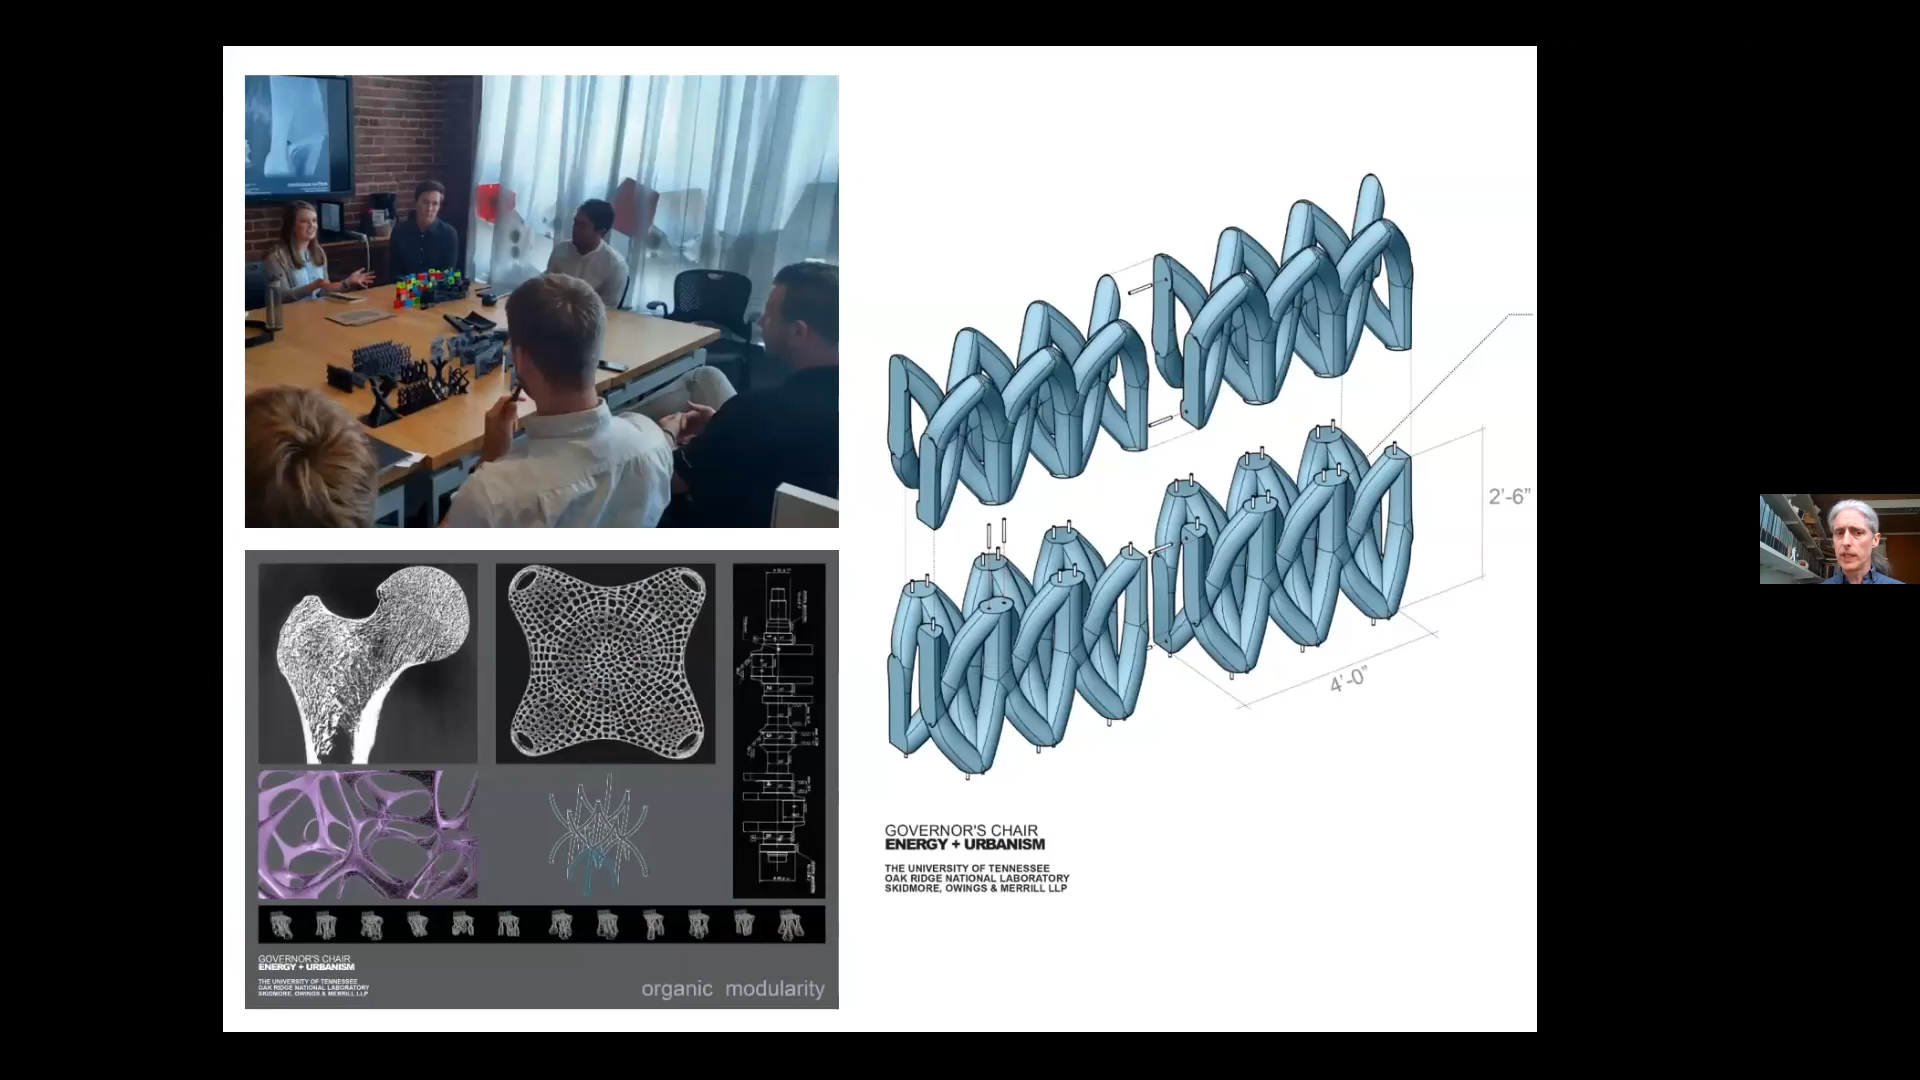 GOVERNOR'S CHAIR
ENERGY + URBANISM
THE UNIVERSITY OF TENNESSEE
OAK RIDGE NATIONAL LABORATORY
SKIDMORE, OWINGS & MERRILL LLP
organic modularity
2'-6"
4'-0"
GOVERNOR'S CHAIR
ENERGY + URBANISM
THE UNIVERSITY OF TENNESSEE
OAK RIDGE NATIONAL LABORATORY
SKIDMORE, OWINGS & MERRILL LLP